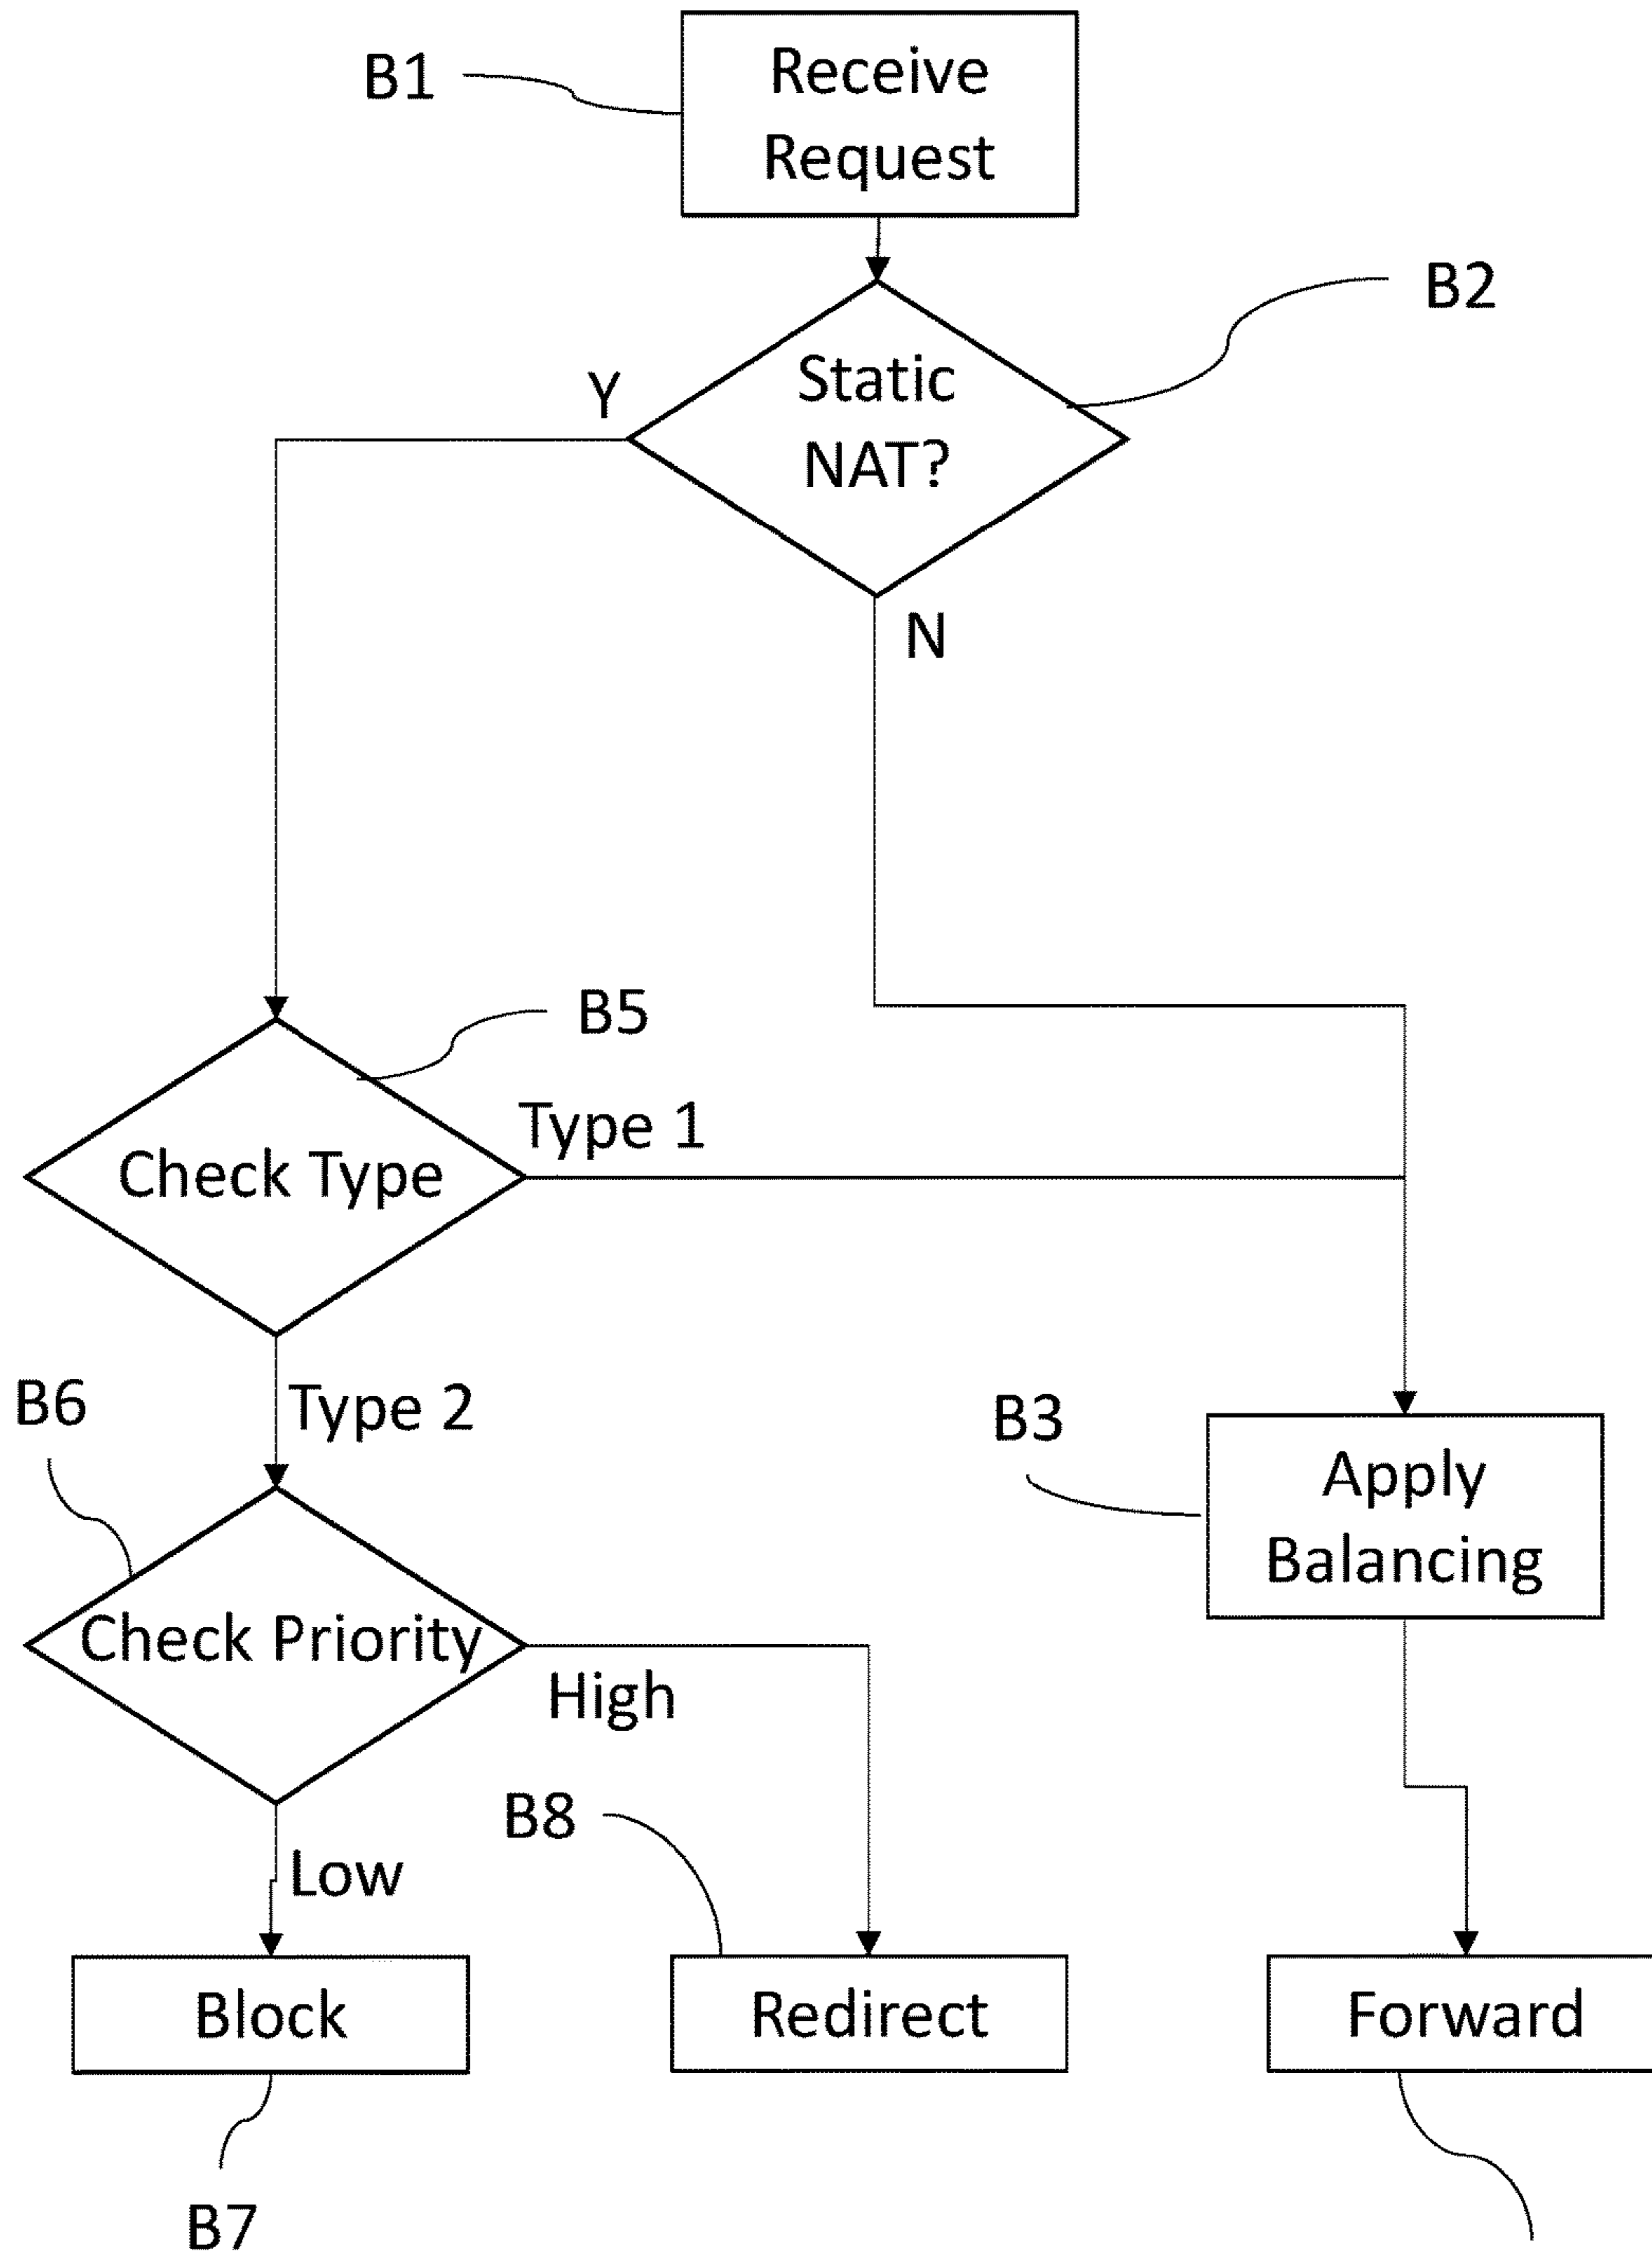 B1
Receive
Request
B2
Static
NAT?
Y
N
B5
Type 1
Check Type
B6
Type 2
B3
Apply
Balancing
Check Priority
High
B8
Low
Block
Redirect
Forward
B7